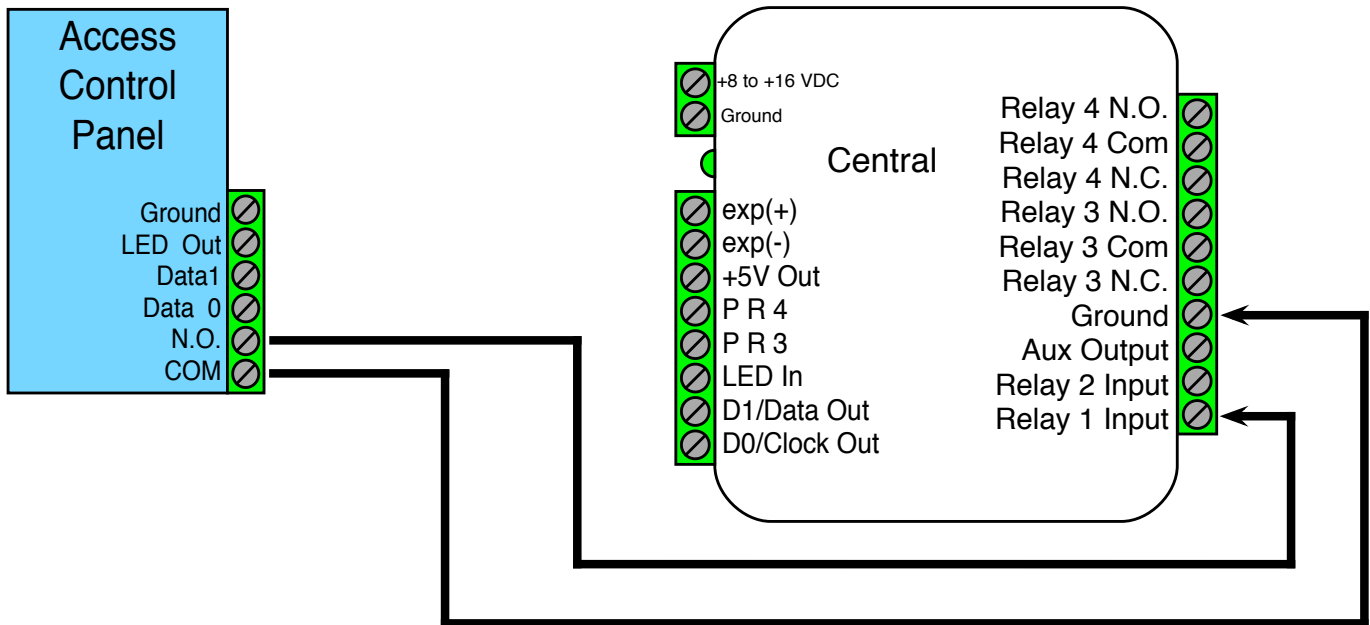 Access
Control
Panel
Ground
LED Out
Data1
Data 0
N.O.
COM
+8 to +16 VDC
Ground
Central
exp(+)
exp(-)
+5V Out
P R 4
P R 3
LED In
D1/Data Out
D0/Clock Out
Relay 4 N.O.
Relay 4 Com
Relay 4 N.C.
Relay 3 N.O.
Relay 3 Com
Relay 3 N.C.
Ground
Aux Output
Relay 2 Input
Relay 1 Input